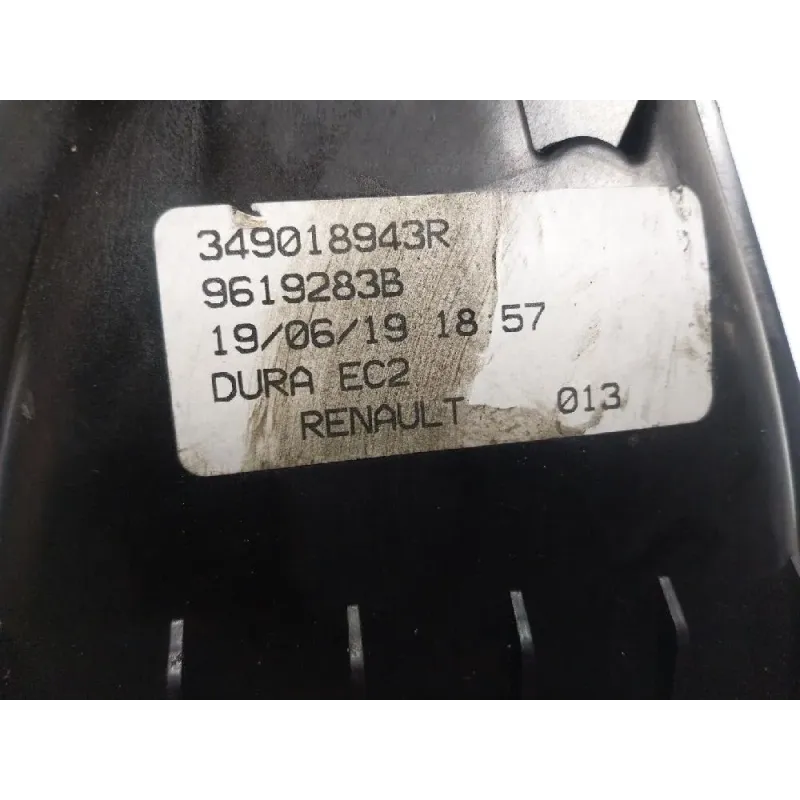 349018943R
9619283B
19/06/19 18:57
DURA EC2
RENAULT 013